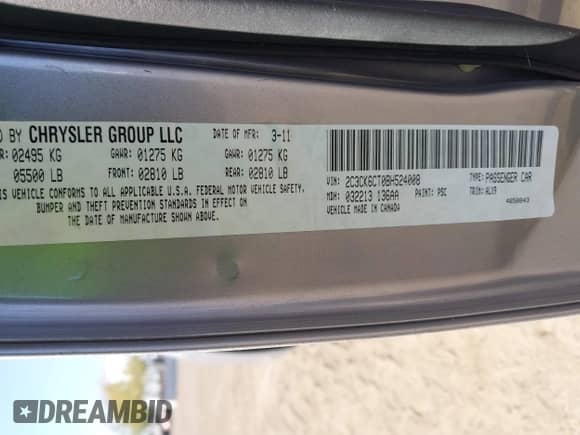 D BY CHRYSLER GROUP LLC
DATE OF MFR: 3-11
R: 02495 KG GAWR: 01275 KG GAWR: 01275 KG
05500 LB FRONT: 02810 LB REAR: 02810 LB
IS VEHICLE CONFORMS TO ALL APPLICABLE U.S.A. FEDERAL MOTOR VEHICLE SAFETY,
BUMPER AND THEFT PREVENTION STANDARDS IN EFFECT ON
THE DATE OF MANUFACTURE SHOWN ABOVE.
VIN: 2C3CK6CT0BH524008 TYPE: PASSENGER CAR
MDH: 032213 136AA PAINT: PSC TRIM: ALX9
VEHICLE MADE IN CANADA 4650843
DREAMBID